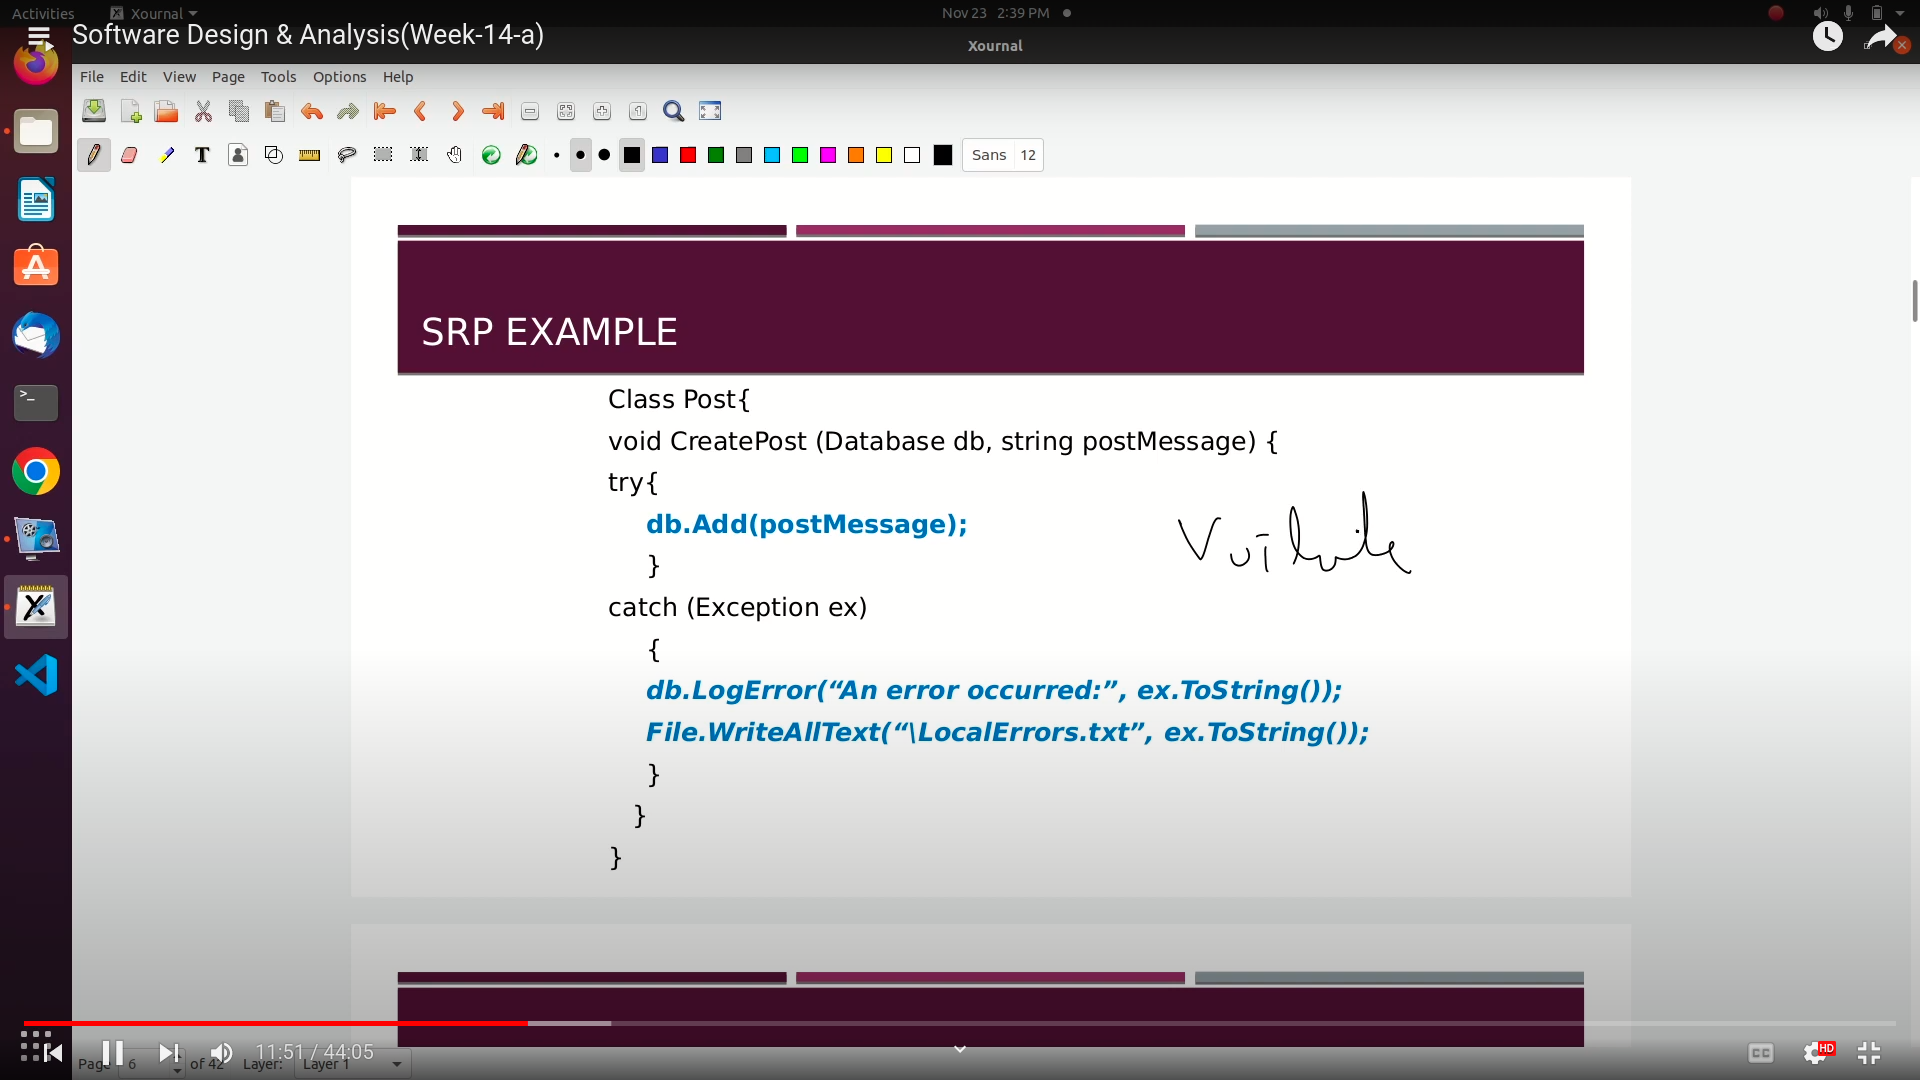 Activities Xournal Nov 23 2:39 PM
Software Design & Analysis(Week-14-a)
Xournal
File Edit View Page Tools Options Help
Sans 12
SRP EXAMPLE
Class Post{
void CreatePost (Database db, string postMessage) {
try{
db.Add(postMessage);
}
catch (Exception ex)
{
db.LogError(“An error occurred:”, ex.ToString());
File.WriteAllText(“\LocalErrors.txt”, ex.ToString());
}
}
}
11:51 / 44:05
CC HD
Page 6 of 42 Layer: Layer 1